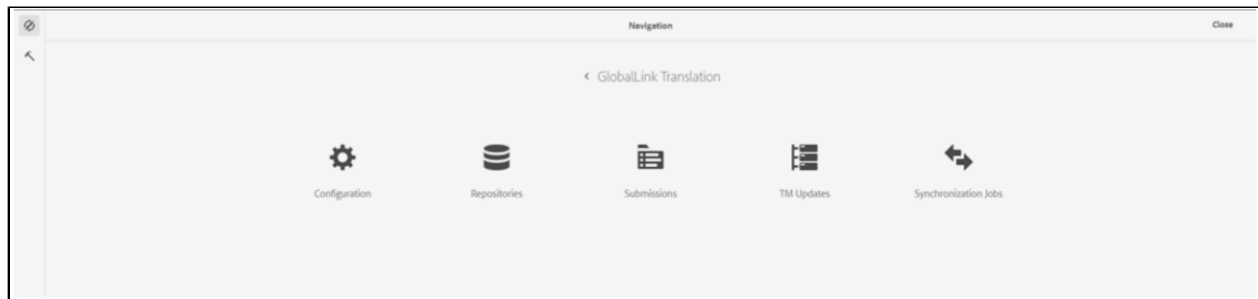 Navigation
Close
GlobalLink Translation
Configuration
Repositories
Submissions
TM Updates
Synchronization Jobs